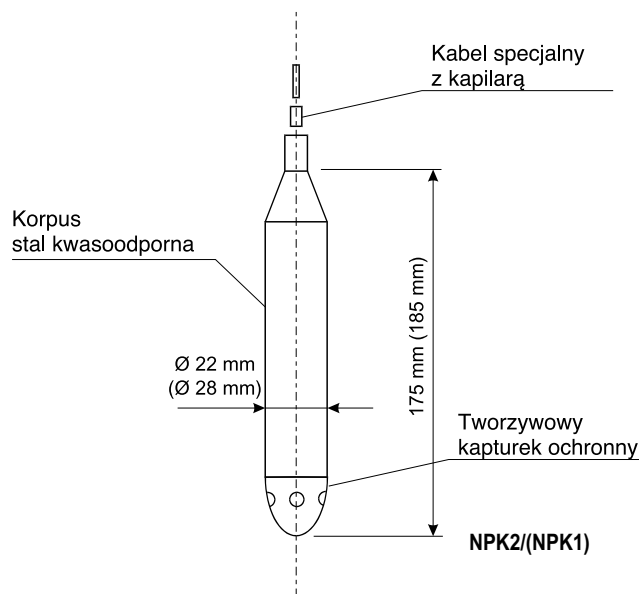 Kabel specjalny
z kapilarą
Korpus
stal kwasoodporna
Ø 22 mm
(Ø 28 mm)
175 mm (185 mm)
Tworzywowy
kapturek ochronny
NPK2/(NPK1)